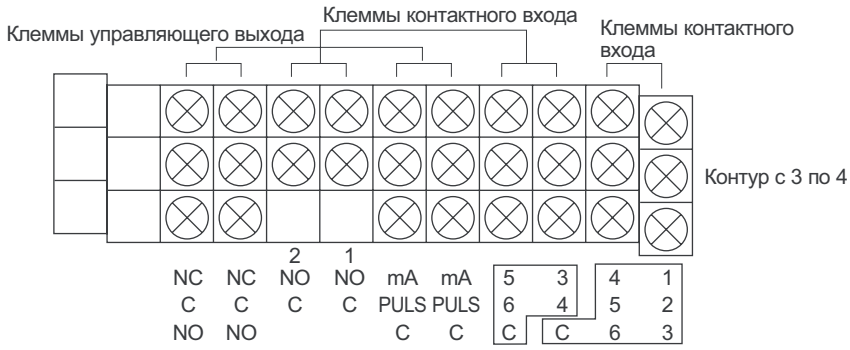 Клеммы контактного входа
Клеммы управляющего выхода
Клеммы контактного
входа
Контур с 3 по 4
2 1
NC NC NO NO mA mA 5 3 4 1
C C C C PULS PULS 6 4 5 2
NO NO C C C C 6 3